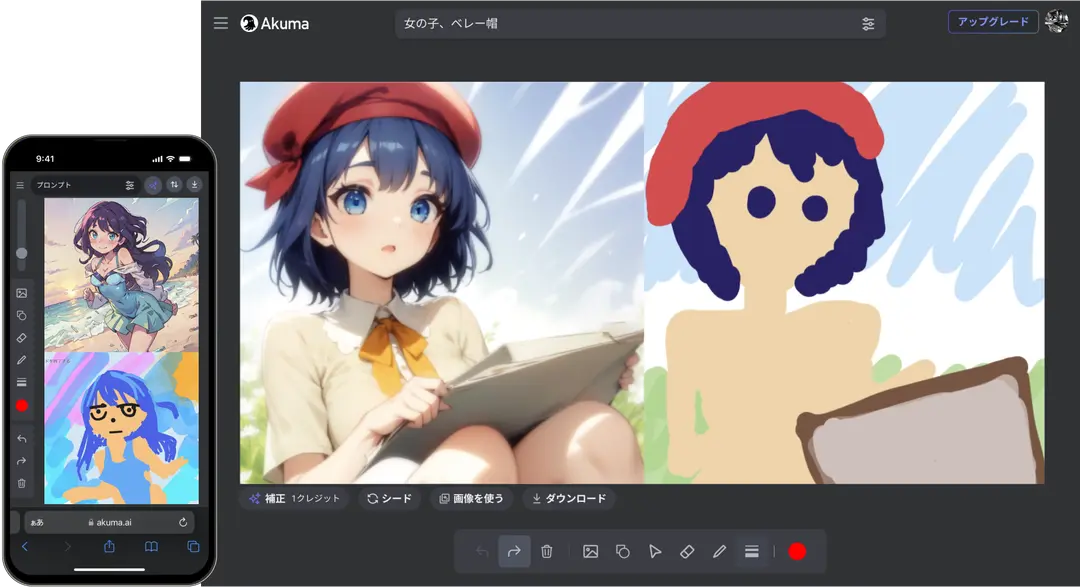 Akuma
女の子、ベレー帽
アップグレード
9:41
プロンプト
補正 1クレジット
シード
画像を使う
ダウンロード
ぁあ
akuma.ai